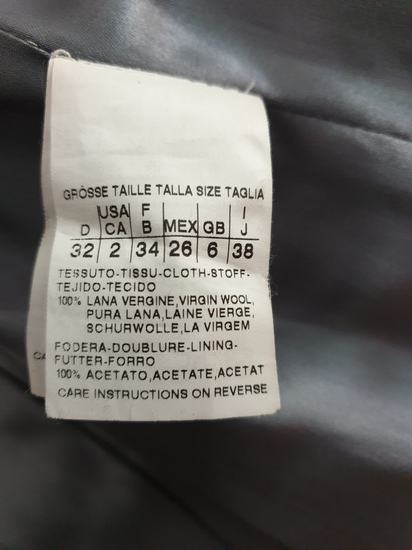 GRÖSSE TAILLE TALLA SIZE TAGLIA
USA F I
D CA B MEX GB J
32 2 34 26 6 38
TESSUTO-TISSU-CLOTH-STOFF-
TEJIDO-TECIDO
100% LANA VERGINE,VIRGIN WOOL,
PURA LANA,LAINE VIERGE,
SCHURWOLLE,LA VIRGEM
FODERA-DOUBLURE-LINING-
FUTTER-FORRO
100% ACETATO,ACETATE,ACETAT
CARE INSTRUCTIONS ON REVERSE